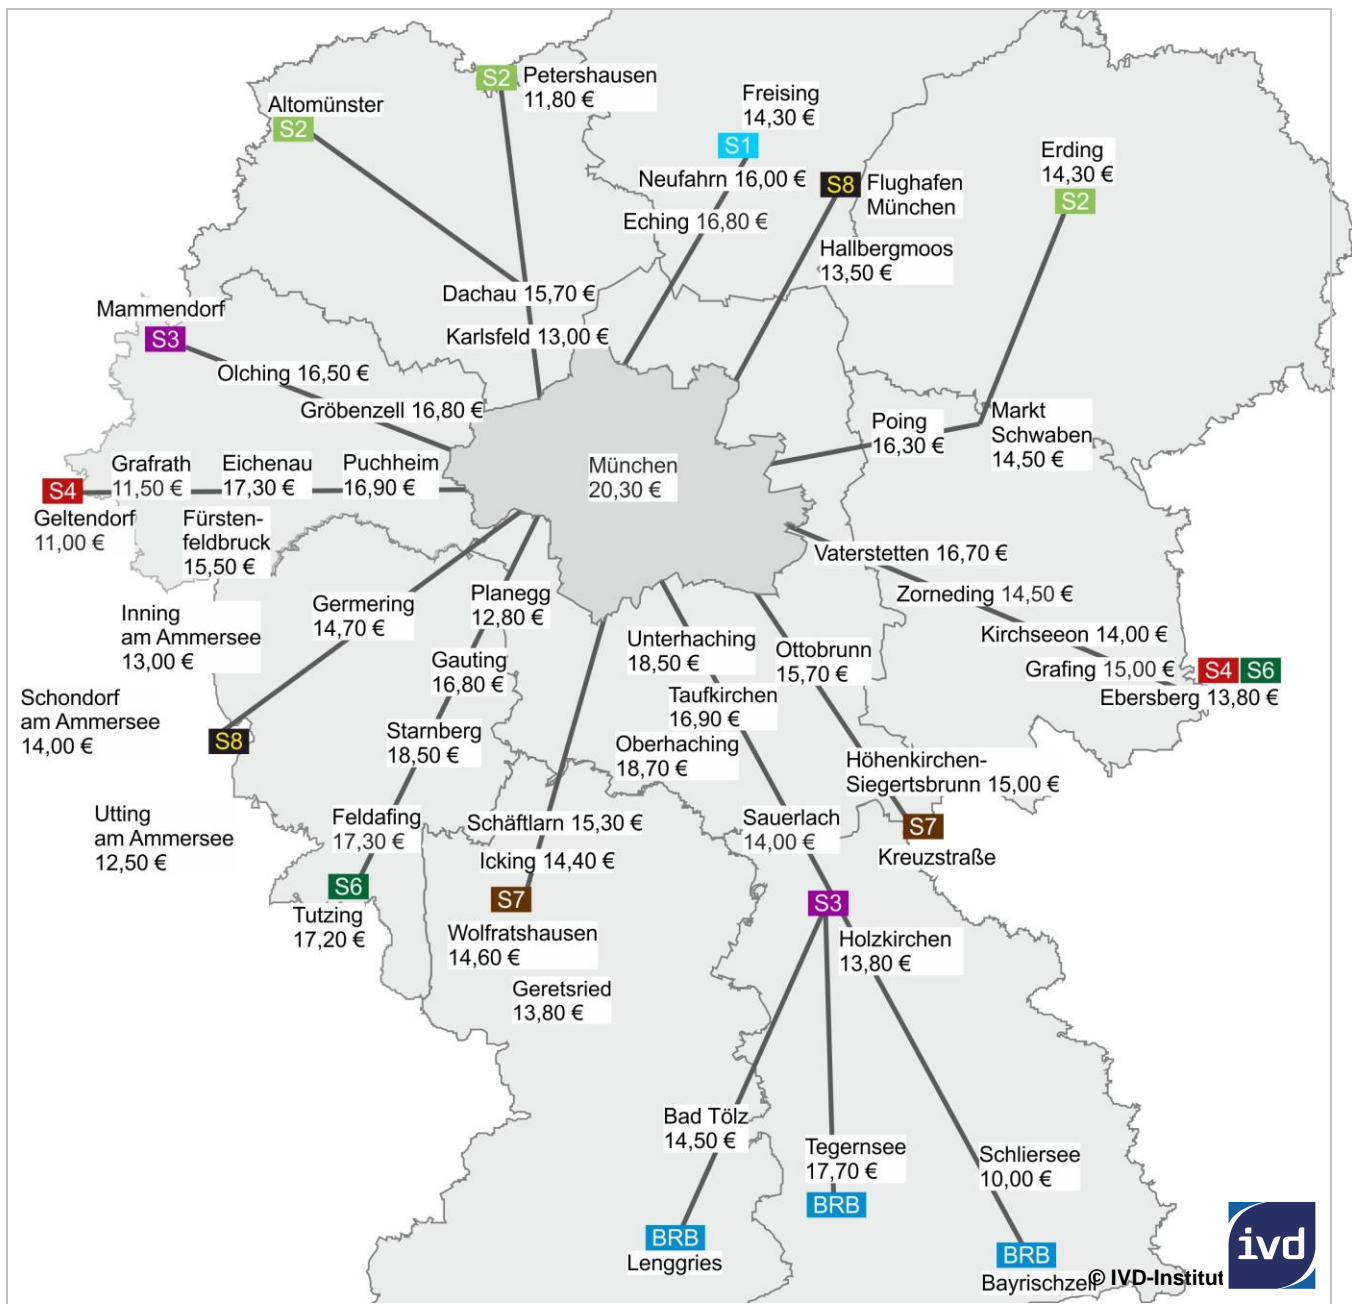 S2
Petershausen
11,80 €
Altomünster
S2
Freising
14,30 €
S1
Neufahrn 16,00 €
Eching 16,80 €
S8
Flughafen
München
Hallbergmoos
13,50 €
Erding
14,30 €
S2
Dachau 15,70 €
Karlsfeld 13,00 €
Mammendorf
S3
Olching 16,50 €
Gröbenzell 16,80 €
Poing
16,30 €
Markt
Schwaben
14,50 €
München
20,30 €
Grafrath
11,50 €
Eichenau
17,30 €
Puchheim
16,90 €
S4
Geltendorf
11,00 €
Fürsten-
feldbruck
15,50 €
Vaterstetten 16,70 €
Zorneding 14,50 €
Kirchseeon 14,00 €
Grafing 15,00 €
S4 S6
Ebersberg 13,80 €
Inning
am Ammersee
13,00 €
Germering
14,70 €
Planegg
12,80 €
Gauting
16,80 €
Unterhaching
18,50 €
Ottobrunn
15,70 €
Taufkirchen
16,90 €
Schondorf
am Ammersee
14,00 €
S8
Starnberg
18,50 €
Oberhaching
18,70 €
Höhenkirchen-
Siegertsbrunn 15,00 €
Utting
am Ammersee
12,50 €
Feldafing
17,30 €
Schäftlarn 15,30 €
Sauerlach
14,00 €
S7
Kreuzstraße
Icking 14,40 €
S6
Tutzing
17,20 €
S7
Wolfratshausen
14,60 €
S3
Holzkirchen
13,80 €
Geretsried
13,80 €
Bad Tölz
14,50 €
Tegernsee
17,70 €
BRB
Schliersee
10,00 €
BRB
Lenggries
BRB
Bayrischzell
© IVD-Institut
ivd